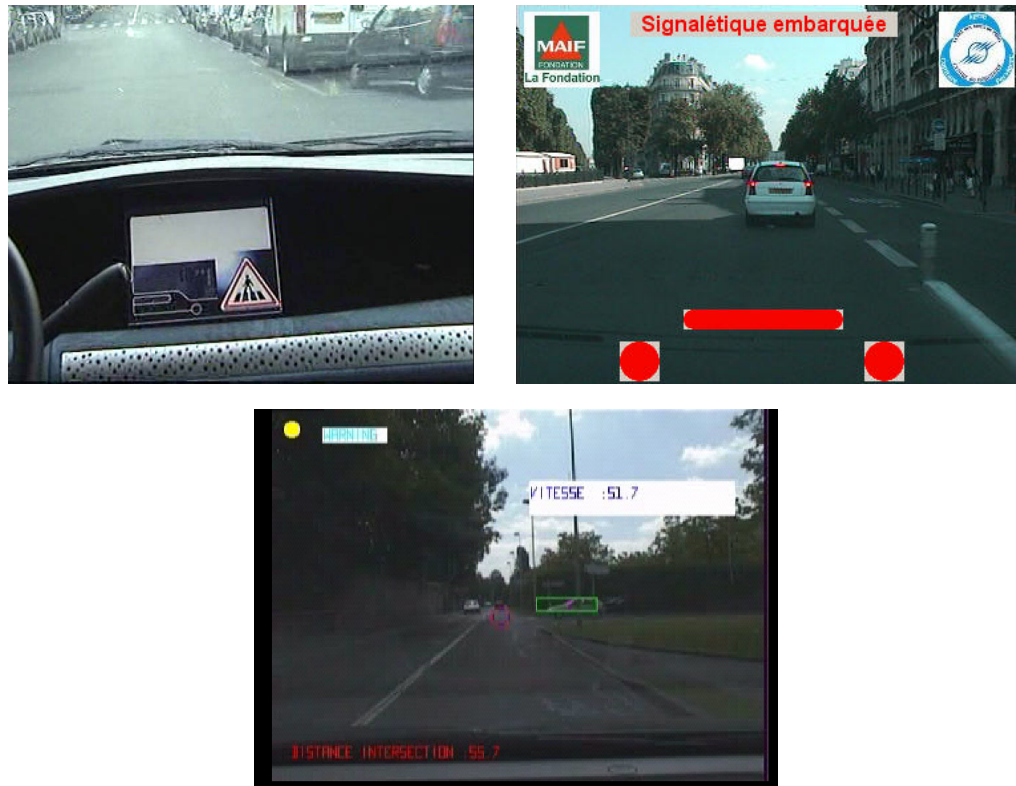 MAIF
FONDATION
La Fondation
Signalétique embarquée
WARNING
VITESSE :51.7
DISTANCE INTERSECTION :55.7